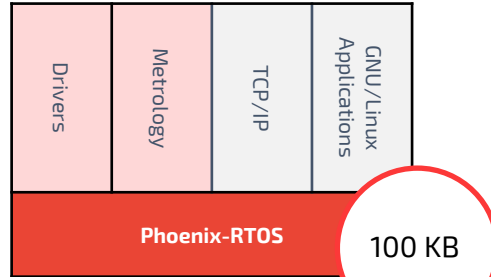 Drivers
Metrology
TCP/IP
GNU/Linux
Applications
Phoenix-RTOS
100 KB